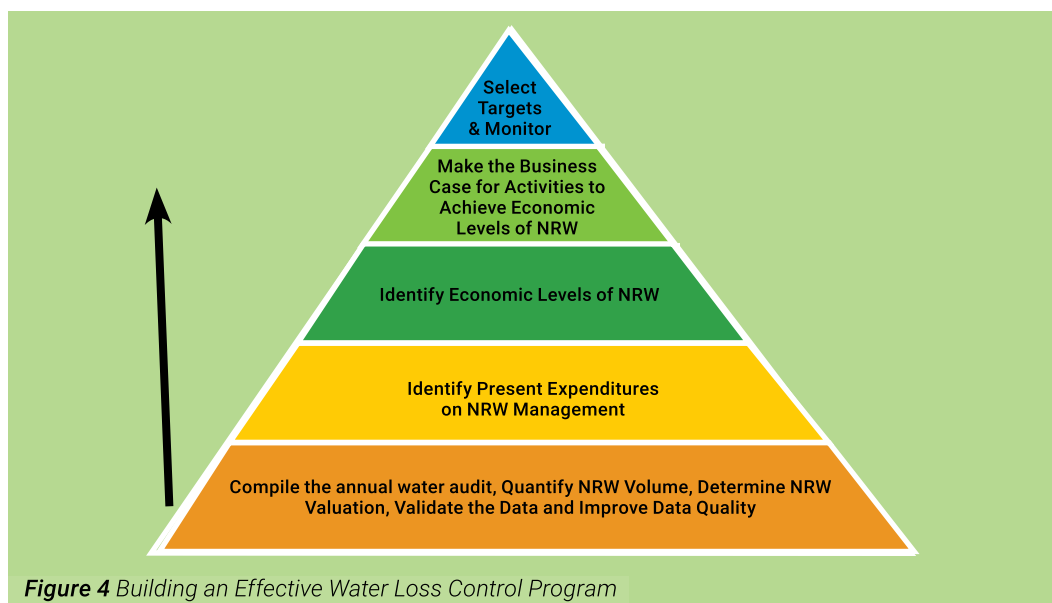 Select
Targets
& Monitor
Make the Business
Case for Activities to
Achieve Economic
Levels of NRW
Identify Economic Levels of NRW
Identify Present Expenditures
on NRW Management
Compile the annual water audit, Quantify NRW Volume, Determine NRW
Valuation, Validate the Data and Improve Data Quality
Figure 4 Building an Effective Water Loss Control Program